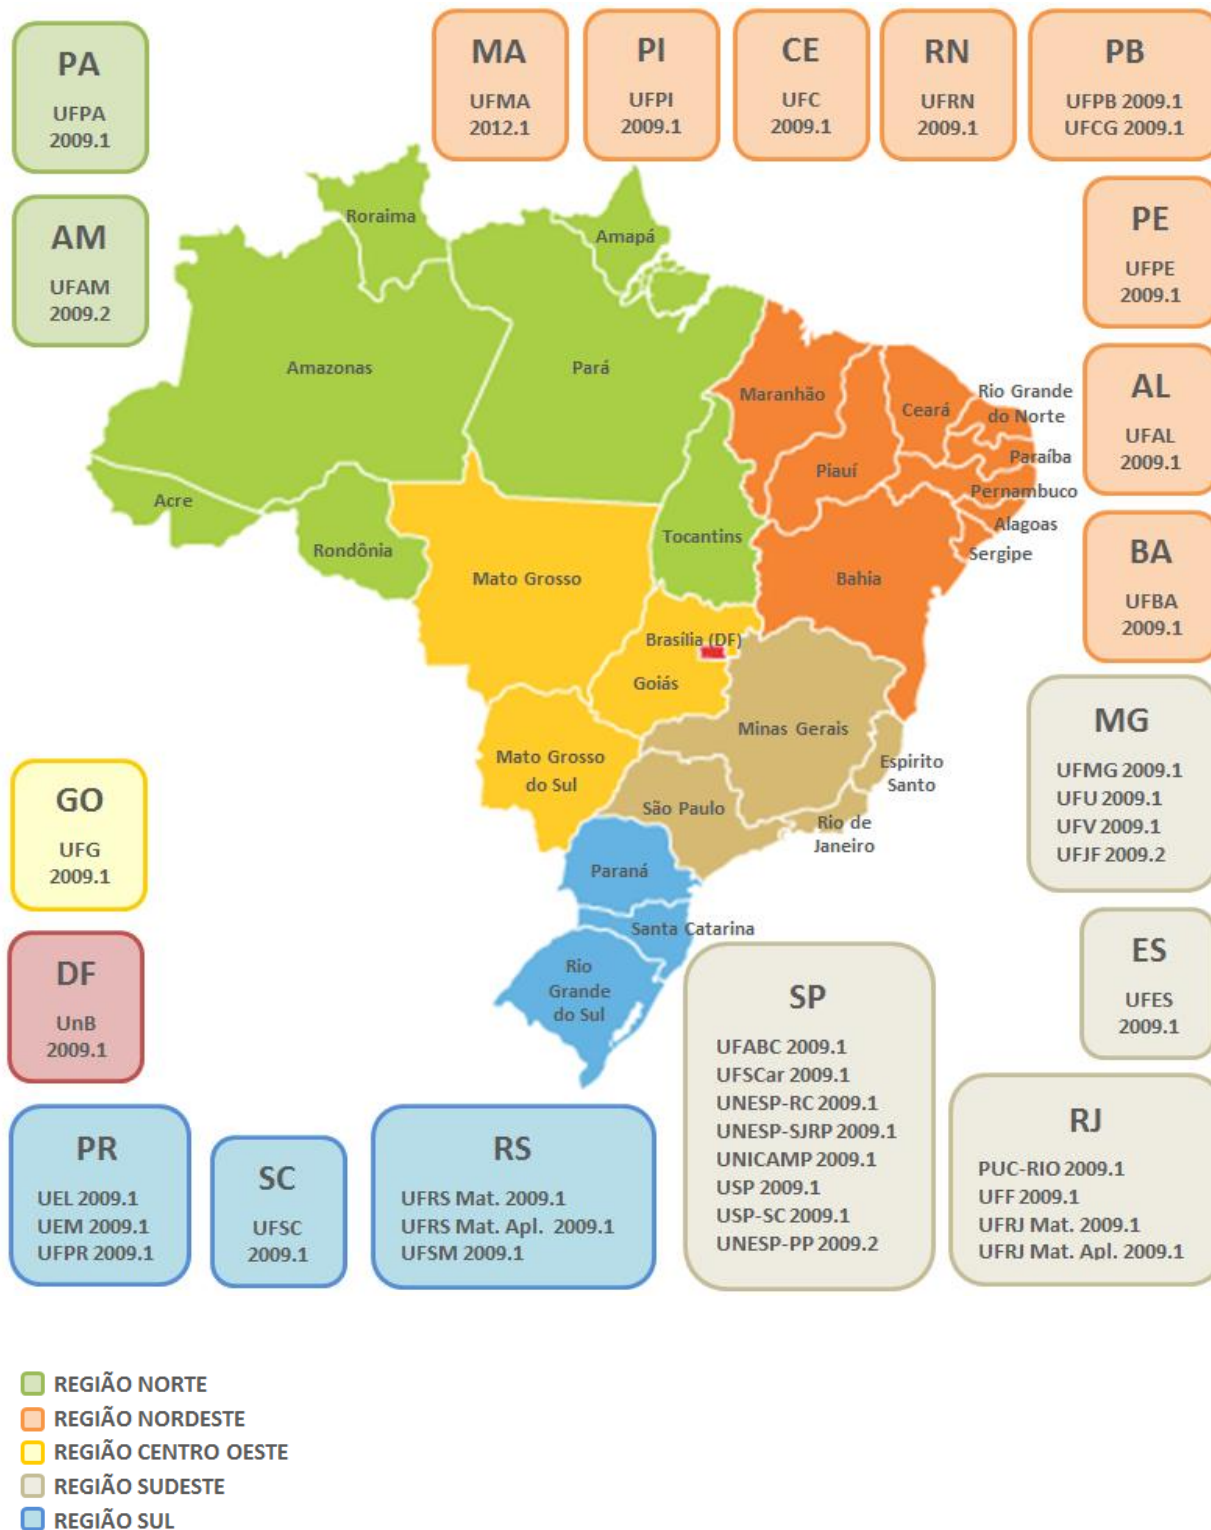 PA
UFPA
2009.1
MA
UFMA
2012.1
PI
UFPI
2009.1
CE
UFC
2009.1
RN
UFRN
2009.1
PB
UFPB 2009.1
UFCG 2009.1
AM
UFAM
2009.2
PE
UFPE
2009.1
AL
UFAL
2009.1
BA
UFBA
2009.1
Roraima
Amapá
Amazonas
Pará
Maranhão
Ceará
Rio Grande
do Norte
Piauí
Paraíba
Pernambuco
Alagoas
Sergipe
Acre
Rondônia
Tocantins
Mato Grosso
Bahia
Brasília (DF)
Goiás
Minas Gerais
Mato Grosso
do Sul
Espirito
Santo
São Paulo
Rio de
Janeiro
Paraná
Santa Catarina
Rio
Grande
do Sul
MG
UFMG 2009.1
UFU 2009.1
UFV 2009.1
UFJF 2009.2
GO
UFG
2009.1
ES
UFES
2009.1
DF
UnB
2009.1
SP
UFABC 2009.1
UFSCar 2009.1
UNESP-RC 2009.1
UNESP-SJRP 2009.1
UNICAMP 2009.1
USP 2009.1
USP-SC 2009.1
UNESP-PP 2009.2
RJ
PUC-RIO 2009.1
UFF 2009.1
UFRJ Mat. 2009.1
UFRJ Mat. Apl. 2009.1
PR
UEL 2009.1
UEM 2009.1
UFPR 2009.1
SC
UFSC
2009.1
RS
UFRS Mat. 2009.1
UFRS Mat. Apl. 2009.1
UFSM 2009.1
REGIÃO NORTE
REGIÃO NORDESTE
REGIÃO CENTRO OESTE
REGIÃO SUDESTE
REGIÃO SUL